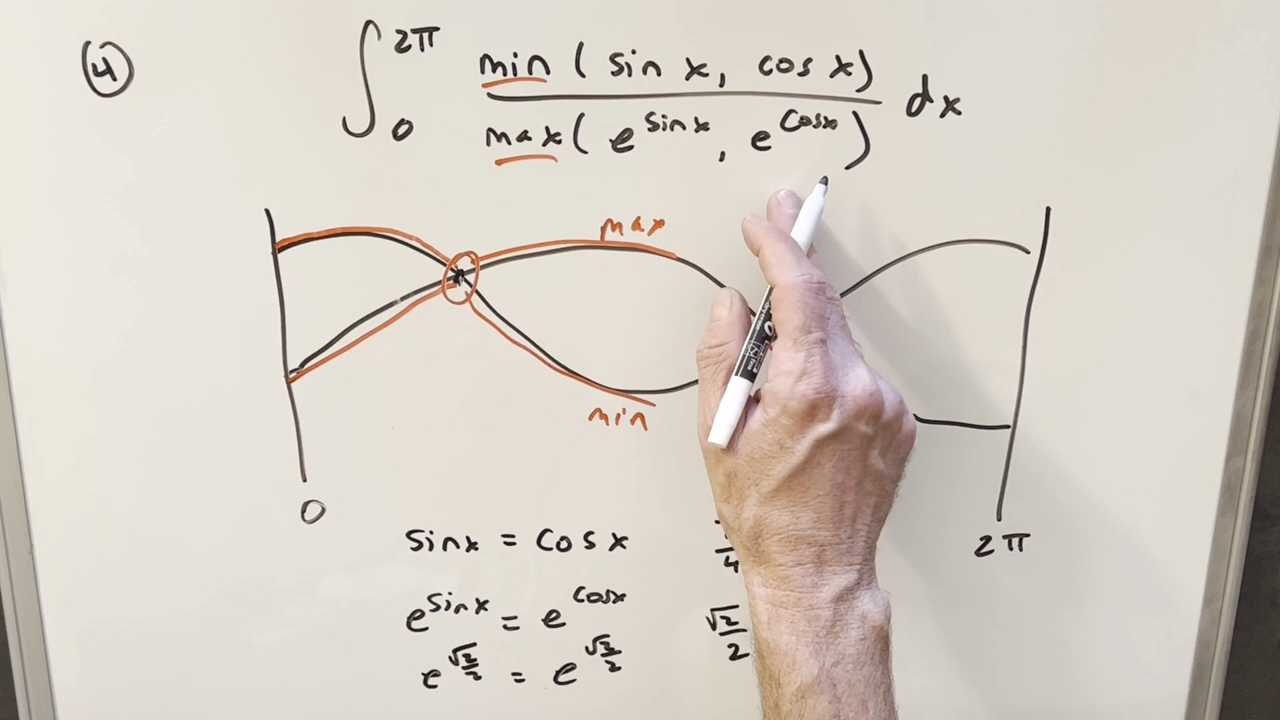 ④
∫₀^2π min ( sin x, cos x) / max ( e^sin x, e^cos x ) dx
max
min
0
2π
sin x = cos x
4
e^sin x = e^cos x
√2/2
e^√2/2 = e^√2/2